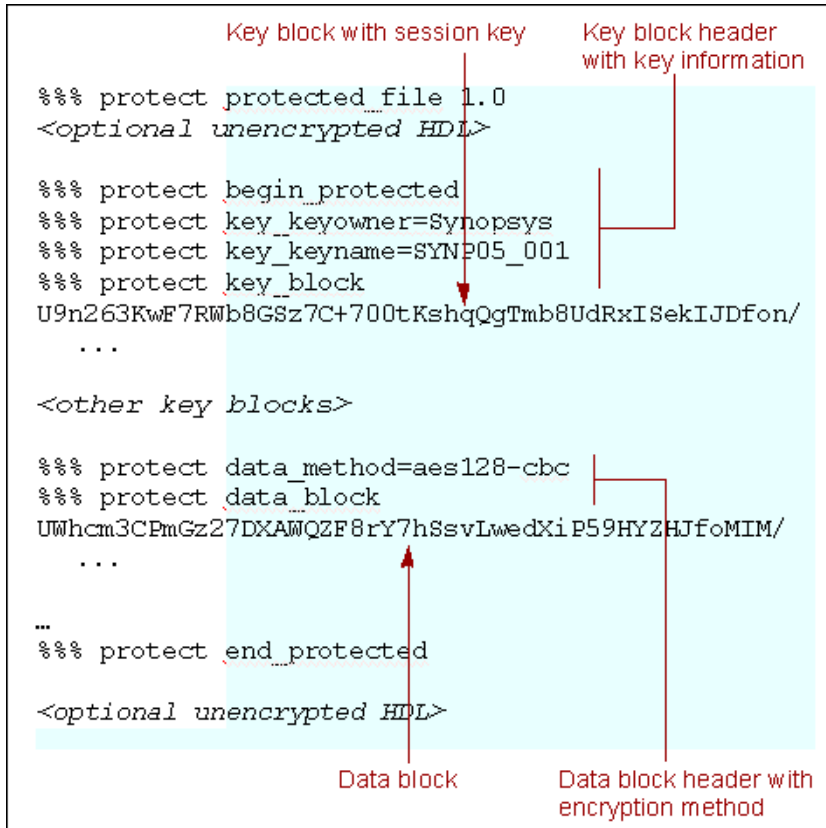 Key block with session key
Key block header
with key information
%%% protect protected_file 1.0
<optional unencrypted HDL>
%%% protect begin_protected
%%% protect key_keyowner=Synopsys
%%% protect key_keyname=SYNP05_001
%%% protect key_block
U9n263KwF7RWb8GSz7C+700tKshqQgTmb8UdRxISekIJDfon/
...
<other key blocks>
%%% protect data_method=aes128-cbc
%%% protect data_block
UWhcm3CPmGz27DXAWQZF8rY7hSsvLwedXiP59HYZHJfoMIM/
...
…
%%% protect end_protected
<optional unencrypted HDL>
Data block
Data block header with
encryption method